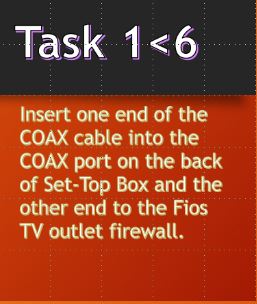 Task 1<6
Insert one end of the
COAX cable into the
COAX port on the back
of Set-Top Box and the
other end to the Fios
TV outlet firewall.